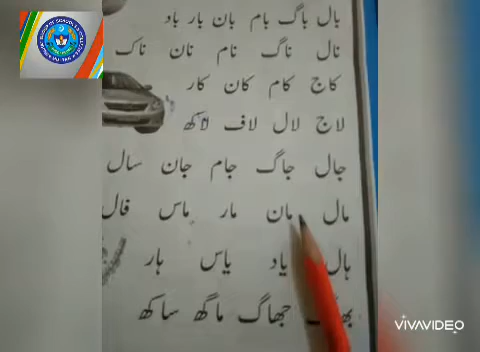 بال باگ بام بان بار باد
نال ناگ نام نان ناک
کاج کام کان کار
لاج لال لاف لاکھ
جال جاگ جام جان سال
مال مان مار ماس فال
ہال یاد یاس ہار
جھاگ ماگھ ساکھ
VIVAVIDEO